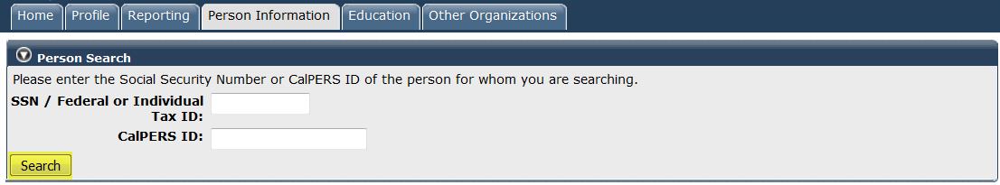 Home Profile Reporting Person Information Education Other Organizations
Person Search
Please enter the Social Security Number or CalPERS ID of the person for whom you are searching.
SSN / Federal or Individual
Tax ID:
CalPERS ID:
Search